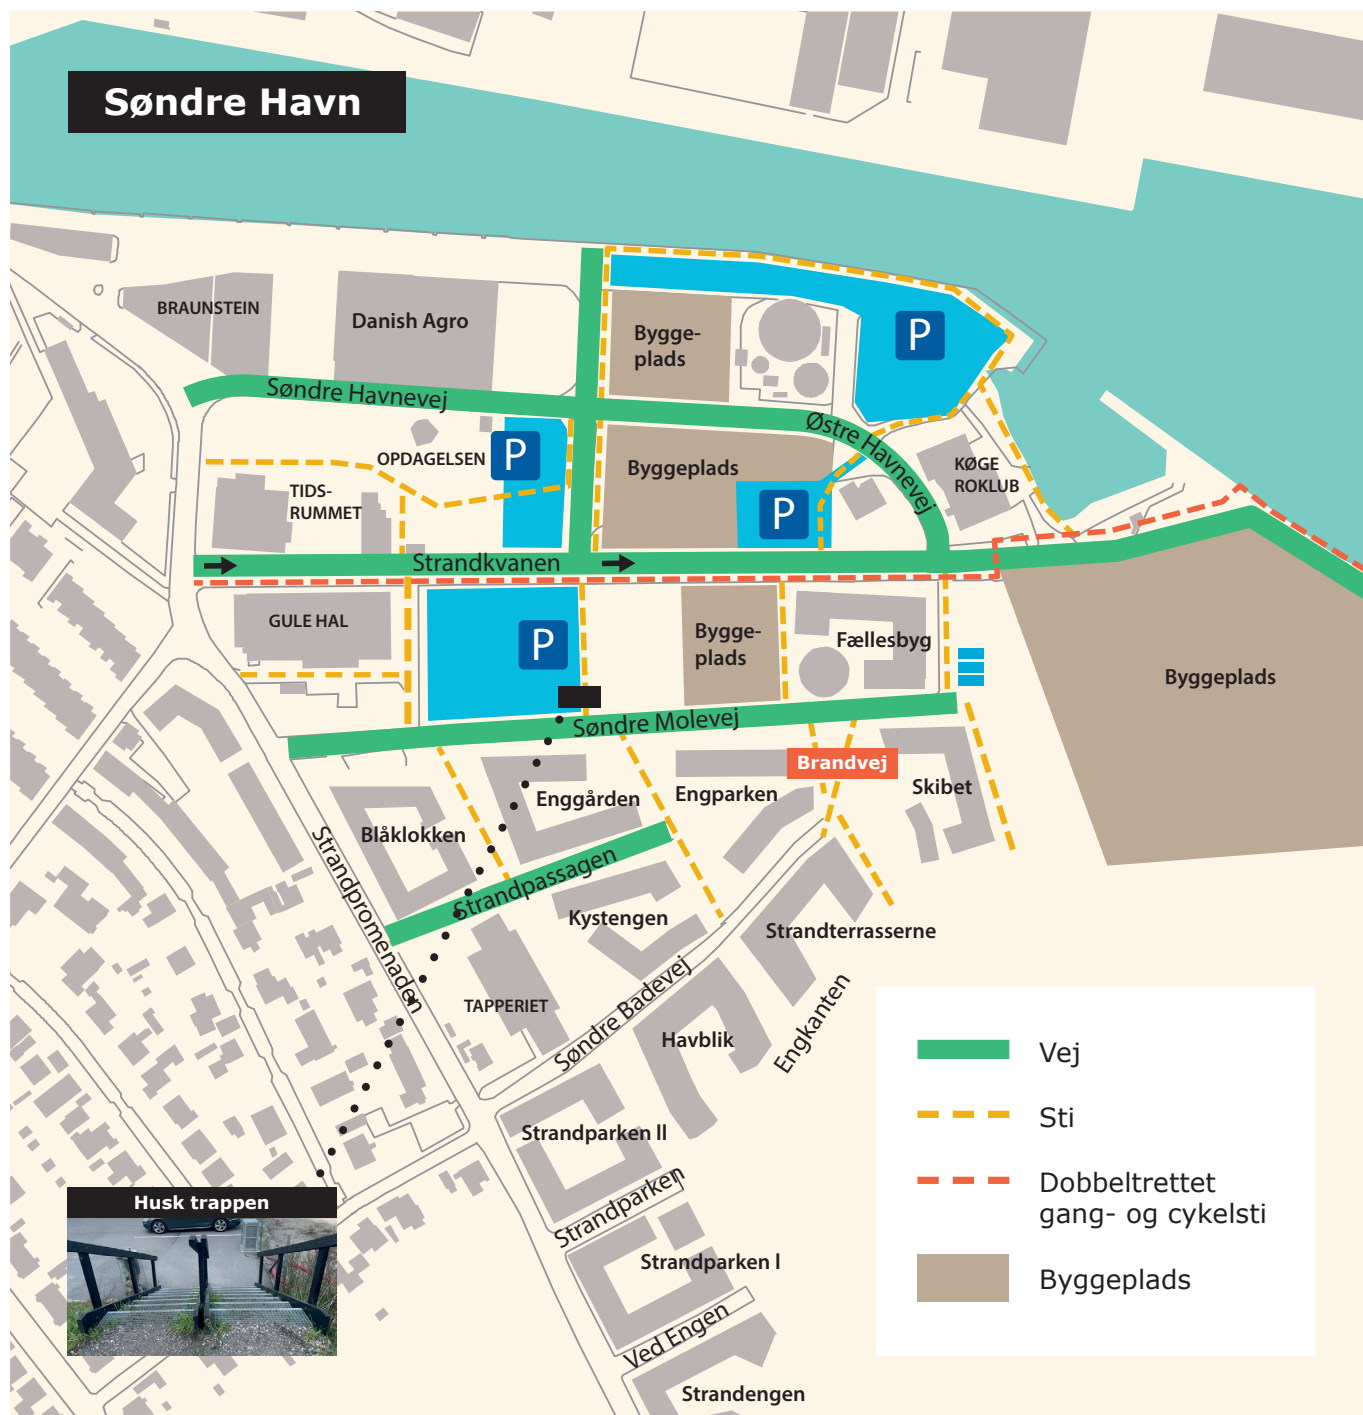 Søndre Havn
BRAUNSTEIN
Danish Agro
Bygge-
plads
P
Søndre Havnevej
Østre Havnevej
OPDAGELSEN
P
Byggeplads
P
KØGE
ROKLUB
TIDS-
RUMMET
Strandkvanen
GULE HAL
P
Bygge-
plads
Fællesbyg
Byggeplads
Søndre Molevej
Brandvej
Enggården
Engparken
Skibet
Blåklokken
Strandpromenaden
Strandpassagen
Kystengen
Strandterrasserne
TAPPERIET
Søndre Badevej
Havblik
Engkanten
Strandparken II
Strandparken
Strandparken I
Ved Engen
Strandengen
Husk trappen
Vej
Sti
Dobbeltrettet
gang- og cykelsti
Byggeplads